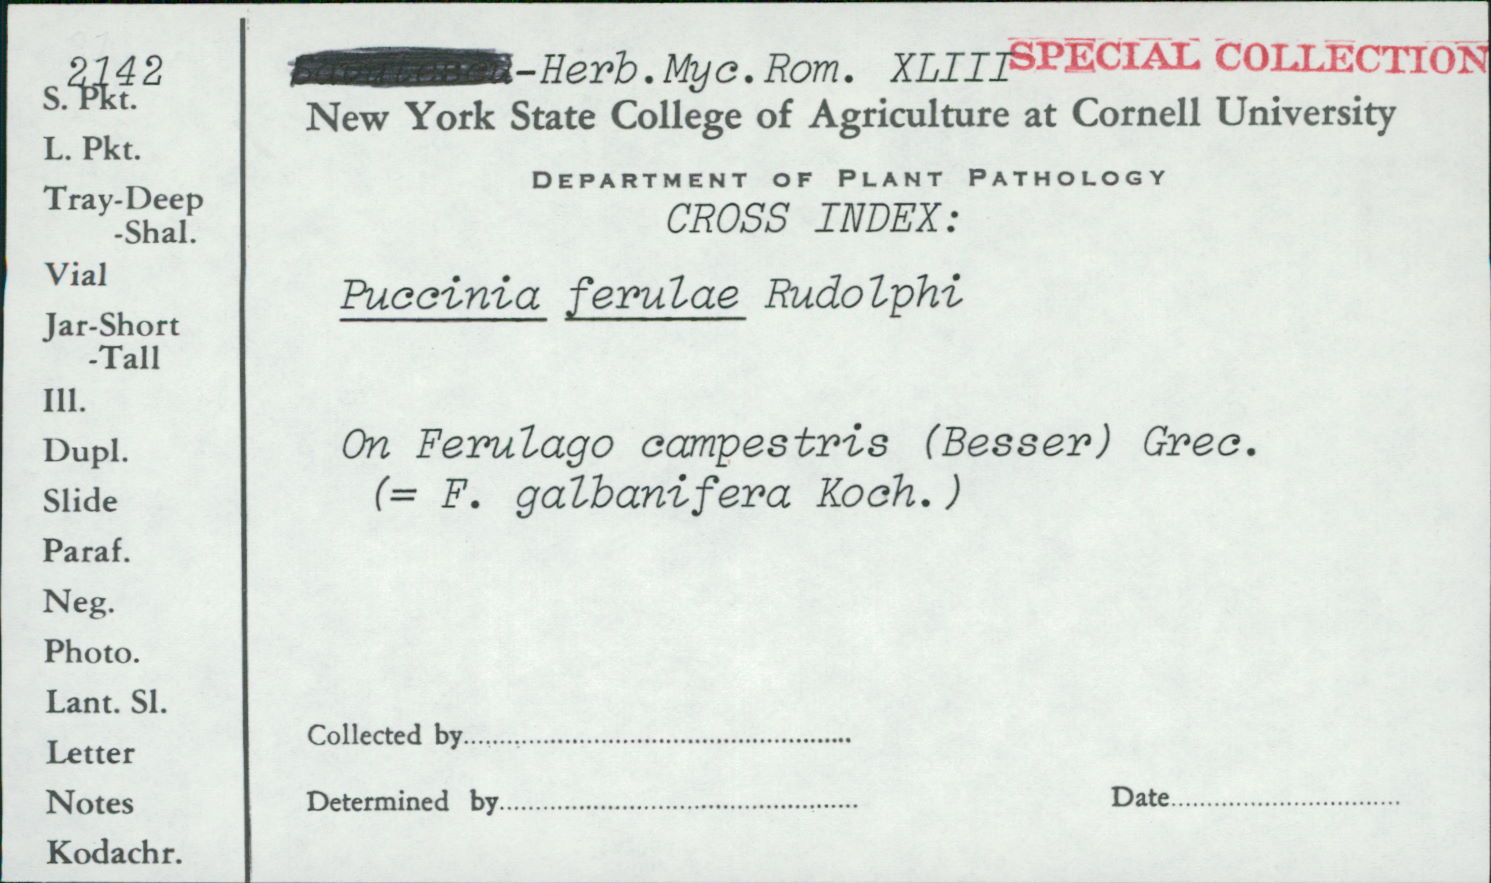 2142
S. Pkt.
L. Pkt.
Tray-Deep
-Shal.
Vial
Jar-Short
-Tall
Ill.
Dupl.
Slide
Paraf.
Neg.
Photo.
Lant. Sl.
Letter
Notes
Kodachr.
-Herb.Myc.Rom. XLIII SPECIAL COLLECTION
New York State College of Agriculture at Cornell University
DEPARTMENT OF PLANT PATHOLOGY
CROSS INDEX:
Puccinia ferulae Rudolphi
On Ferulago campestris (Besser) Grec.
(= F. galbanifera Koch.)
Collected by
Determined by
Date